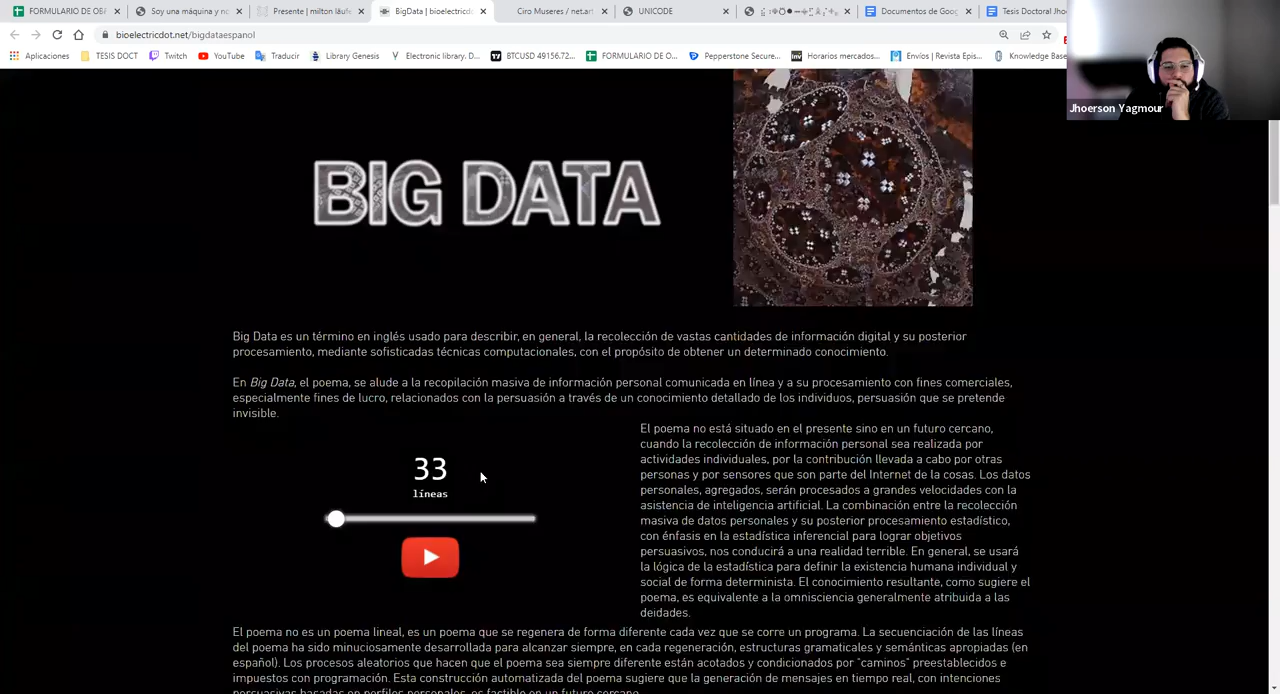 FORMULARIO DE OB
Soy una máquina y no
Presente | milton läufe
BigData | bioelectricdot
Ciro Museres / net.art
UNICODE
Documentos de Goog
Tesis Doctoral Jho
bioelectricdot.net/bigdataespanol
Aplicaciones
TESIS DOCT
Twitch
YouTube
Traducir
Library Genesis
Electronic library. D...
BTCUSD 49156.72...
FORMULARIO DE O...
Pepperstone Secure...
Horarios mercados...
Envíos | Revista Epis...
Knowledge Base
Jhoerson Yagmour
BIG DATA
Big Data es un término en inglés usado para describir, en general, la recolección de vastas cantidades de información digital y su posterior
procesamiento, mediante sofisticadas técnicas computacionales, con el propósito de obtener un determinado conocimiento.
En Big Data, el poema, se alude a la recopilación masiva de información personal comunicada en línea y a su procesamiento con fines comerciales,
especialmente fines de lucro, relacionados con la persuasión a través de un conocimiento detallado de los individuos, persuasión que se pretende
invisible.
33
líneas
El poema no está situado en el presente sino en un futuro cercano,
cuando la recolección de información personal sea realizada por
actividades individuales, por la contribución llevada a cabo por otras
personas y por sensores que son parte del Internet de la cosas. Los datos
personales, agregados, serán procesados a grandes velocidades con la
asistencia de inteligencia artificial. La combinación entre la recolección
masiva de datos personales y su posterior procesamiento estadístico,
con énfasis en la estadística inferencial para lograr objetivos
persuasivos, nos conducirá a una realidad terrible. En general, se usará
la lógica de la estadística para definir la existencia humana individual y
social de forma determinista. El conocimiento resultante, como sugiere el
poema, es equivalente a la omnisciencia generalmente atribuida a las
deidades.
El poema no es un poema lineal, es un poema que se regenera de forma diferente cada vez que se corre un programa. La secuenciación de las líneas
del poema ha sido minuciosamente desarrollada para alcanzar siempre, en cada regeneración, estructuras gramaticales y semánticas apropiadas (en
español). Los procesos aleatorios que hacen que el poema sea siempre diferente están acotados y condicionados por "caminos" preestablecidos e
impuestos con programación. Esta construcción automatizada del poema sugiere que la generación de mensajes en tiempo real, con intenciones
persuasivas basadas en perfiles personales, es factible en un futuro cercano